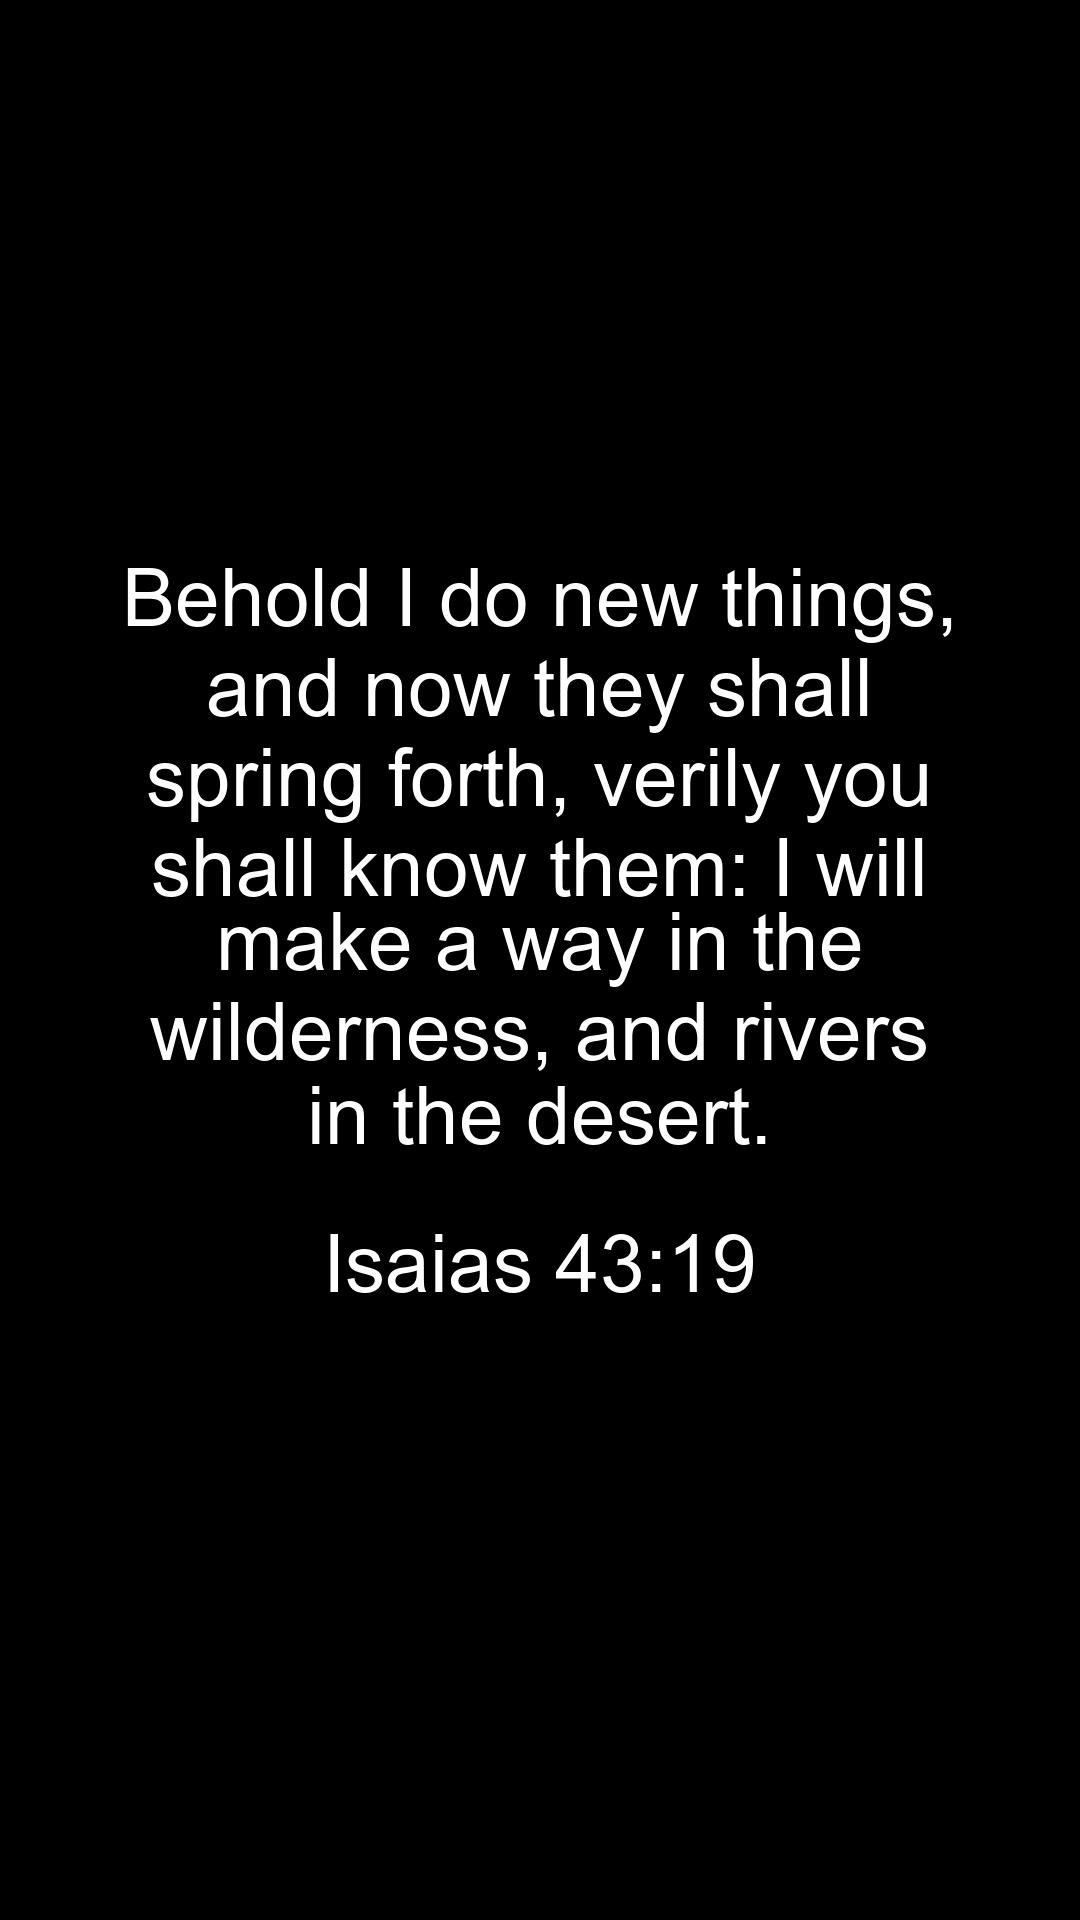 Behold I do new things,
and now they shall
spring forth, verily you
shall know them: I will
make a way in the
wilderness, and rivers
in the desert.
Isaias 43:19